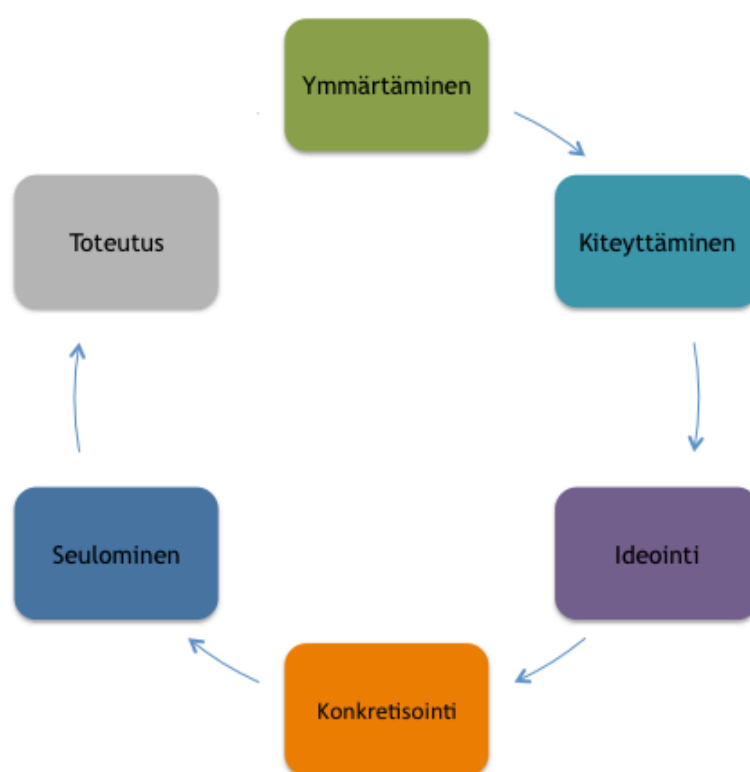 Ymmärtäminen
Kiteyttäminen
Ideointi
Konkretisointi
Seulominen
Toteutus